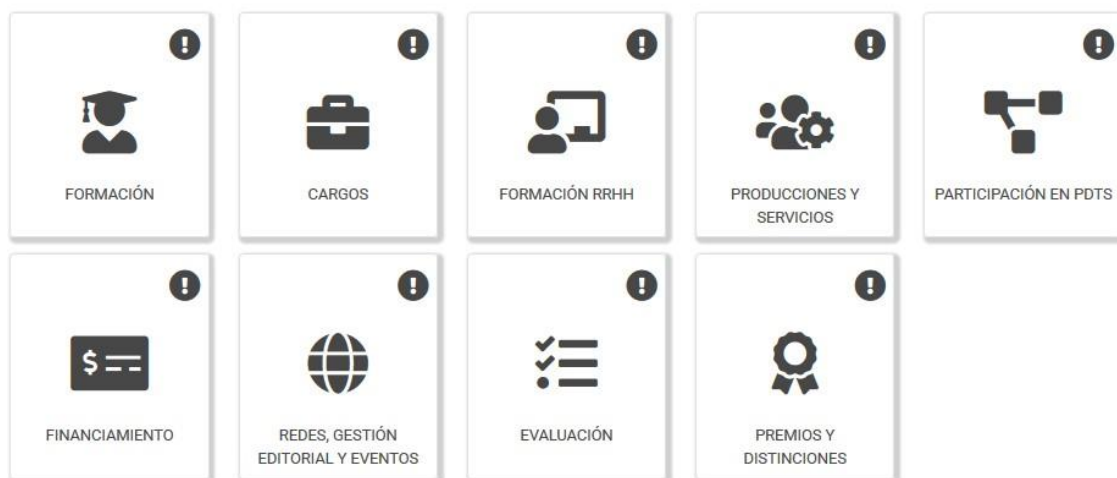 FORMACIÓN
CARGOS
FORMACIÓN RRHH
PRODUCCIONES Y
SERVICIOS
PARTICIPACIÓN EN PDTS
$
FINANCIAMIENTO
REDES, GESTIÓN
EDITORIAL Y EVENTOS
EVALUACIÓN
PREMIOS Y
DISTINCIONES